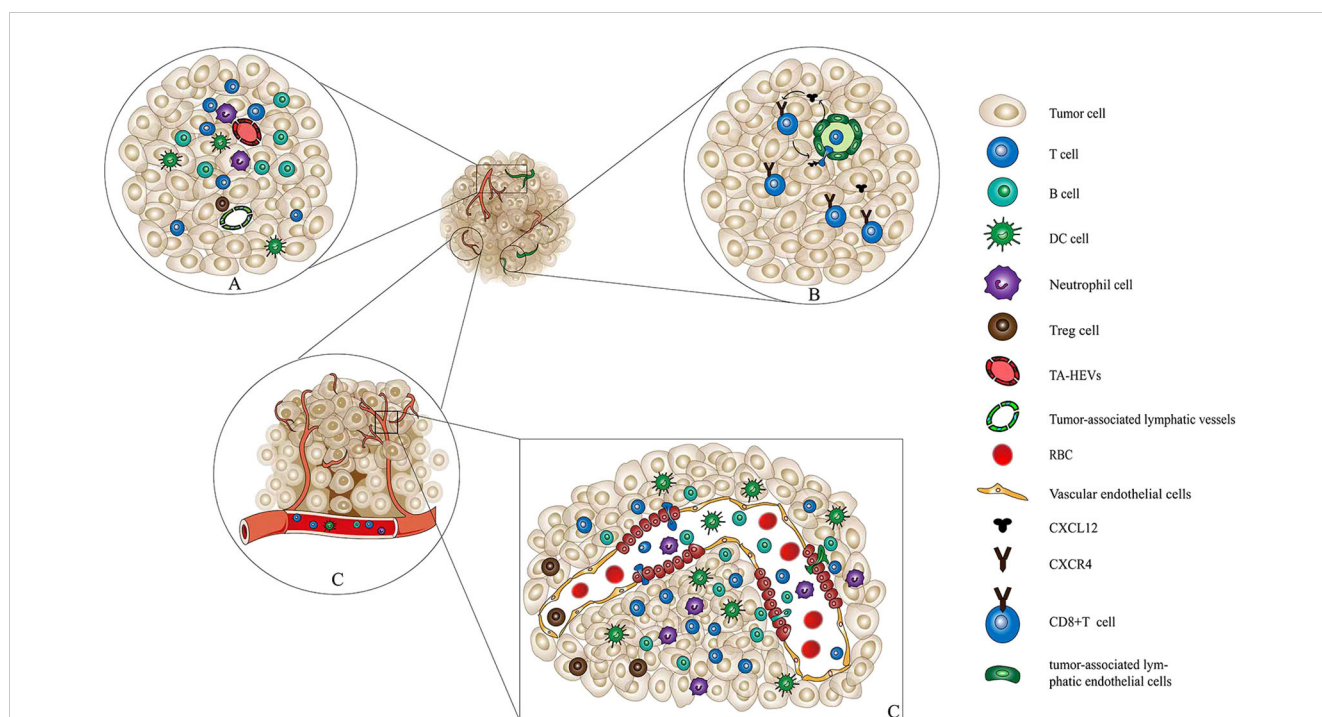 A
B
C
C
Tumor cell
T cell
B cell
DC cell
Neutrophil cell
Treg cell
TA-HEVs
Tumor-associated lymphatic vessels
RBC
Vascular endothelial cells
CXCL12
CXCR4
CD8+T cell
tumor-associated lym-
phatic endothelial cells